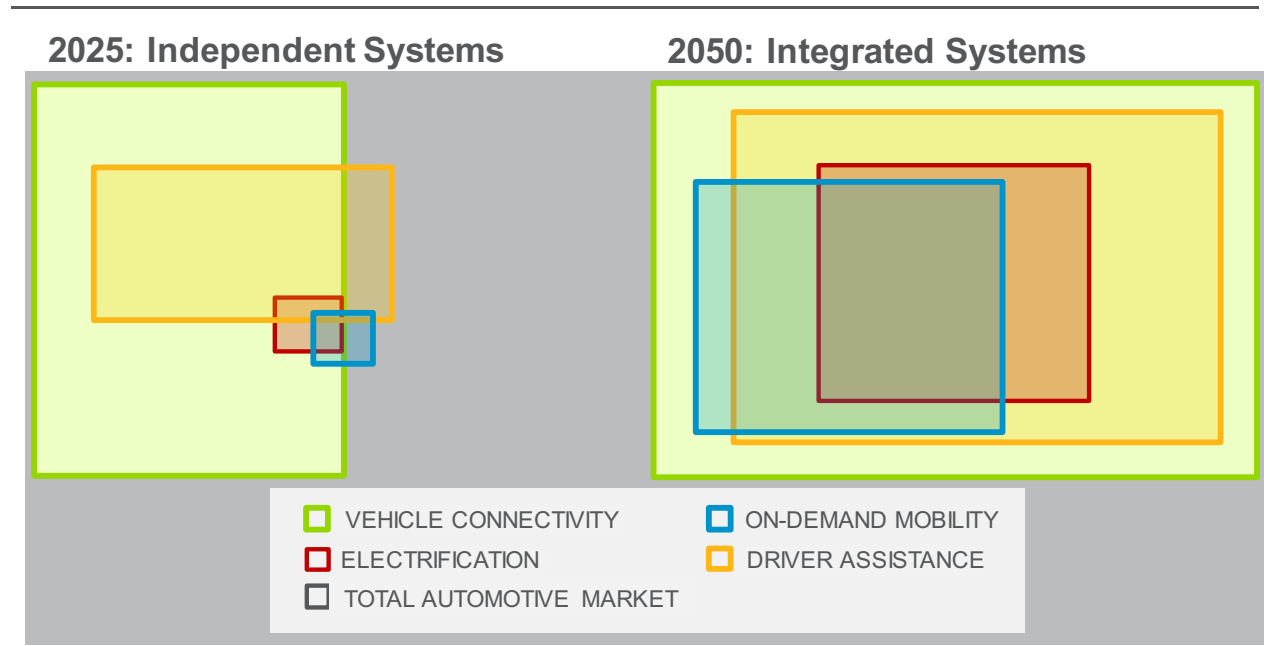 2025: Independent Systems
2050: Integrated Systems
VEHICLE CONNECTIVITY
ON-DEMAND MOBILITY
ELECTRIFICATION
DRIVER ASSISTANCE
TOTAL AUTOMOTIVE MARKET